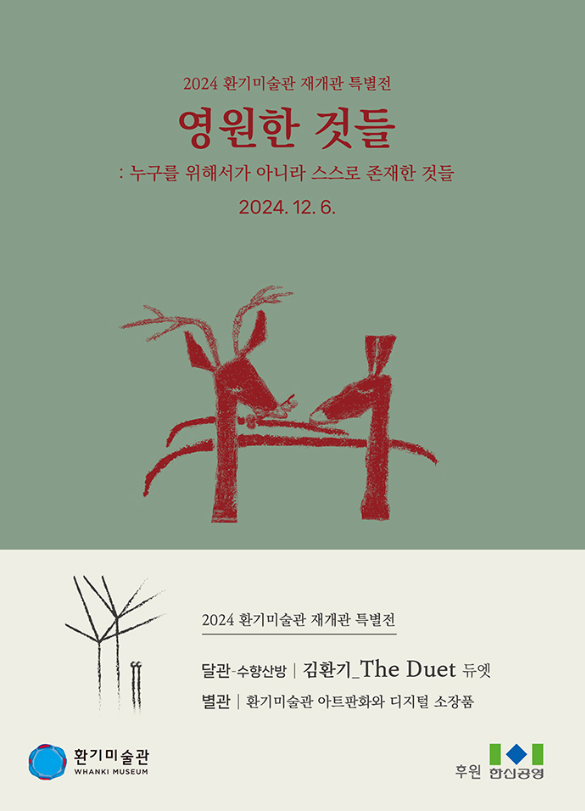 2024 환기미술관 재개관 특별전
영원한 것들
: 누구를 위해서가 아니라 스스로 존재한 것들
2024. 12. 6.
2024 환기미술관 재개관 특별전
달관-수향산방 | 김환기_The Duet 듀엣
별관 | 환기미술관 아트판화와 디지털 소장품
환기미술관
WHANKI MUSEUM
후원 한신공영